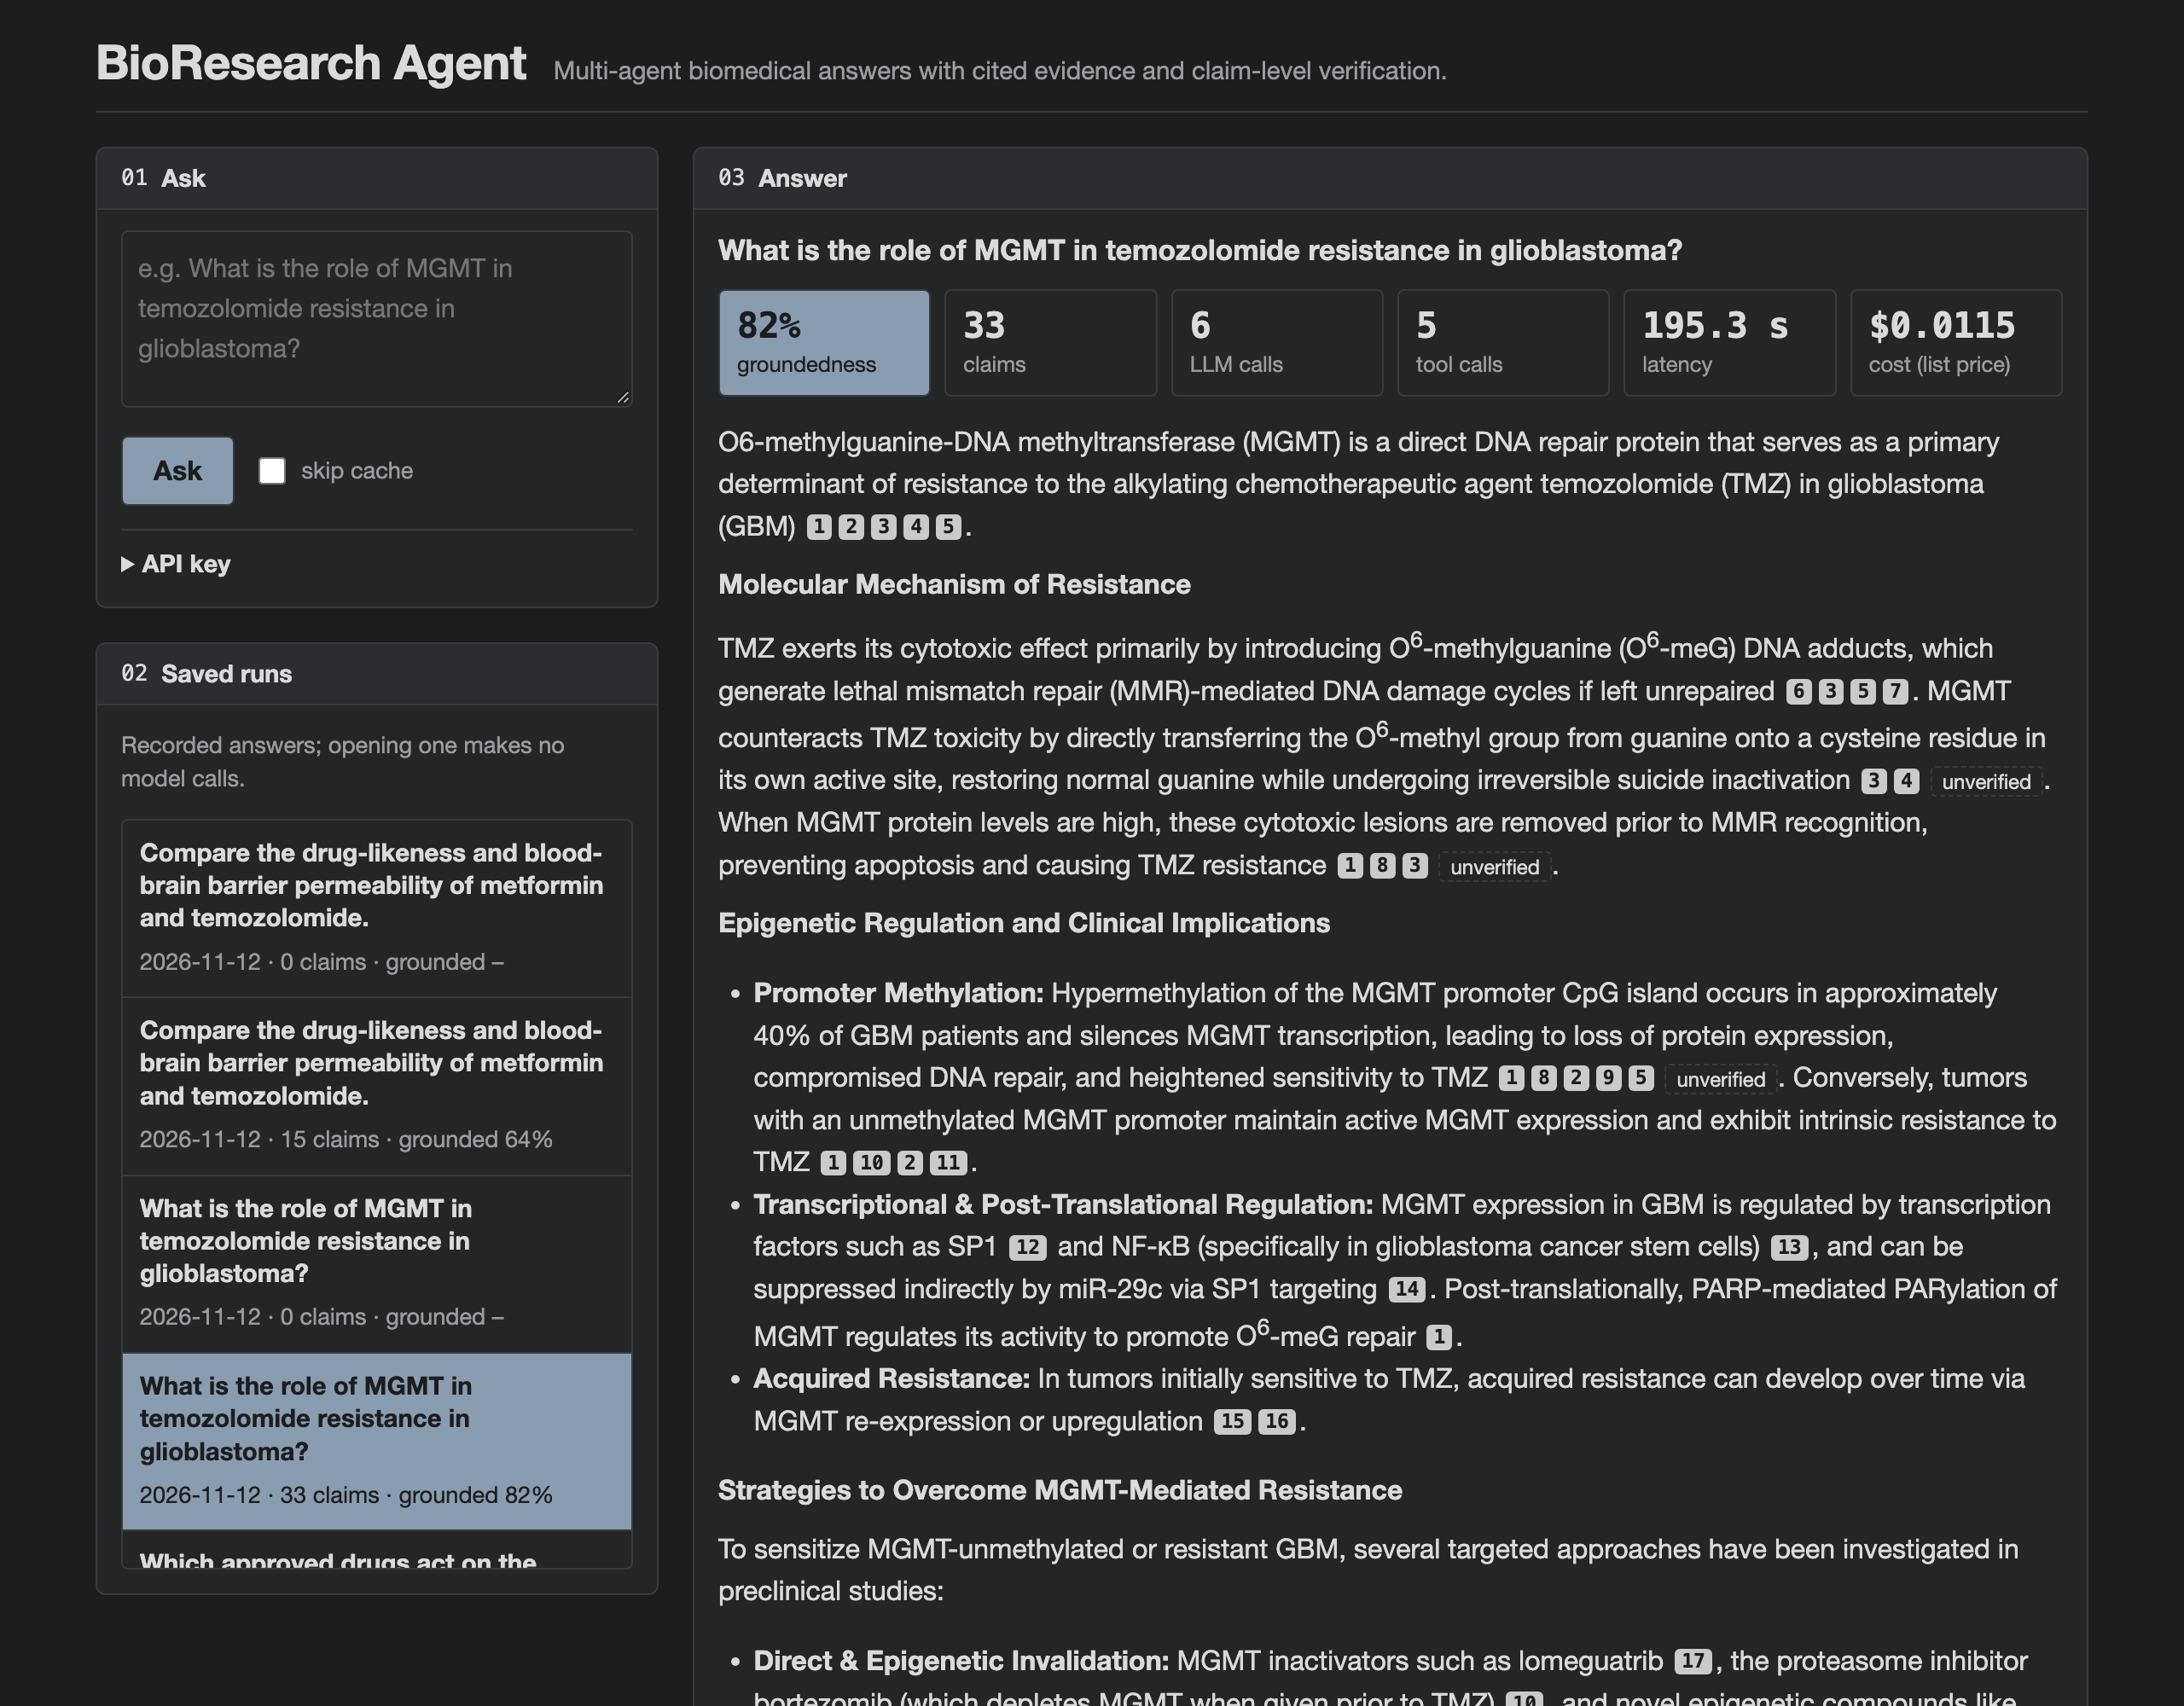 BioResearch Agent
Multi-agent biomedical answers with cited evidence and claim-level verification.
01 Ask
e.g. What is the role of MGMT in
temozolomide resistance in
glioblastoma?
Ask
skip cache
▶ API key
02 Saved runs
Recorded answers; opening one makes no
model calls.
Compare the drug-likeness and blood-
brain barrier permeability of metformin
and temozolomide.
2026-11-12 · 0 claims · grounded –
Compare the drug-likeness and blood-
brain barrier permeability of metformin
and temozolomide.
2026-11-12 · 15 claims · grounded 64%
What is the role of MGMT in
temozolomide resistance in
glioblastoma?
2026-11-12 · 0 claims · grounded –
What is the role of MGMT in
temozolomide resistance in
glioblastoma?
2026-11-12 · 33 claims · grounded 82%
Which approved drugs act on the
03 Answer
What is the role of MGMT in temozolomide resistance in glioblastoma?
82%
groundedness
33
claims
6
LLM calls
5
tool calls
195.3 s
latency
$0.0115
cost (list price)
O6-methylguanine-DNA methyltransferase (MGMT) is a direct DNA repair protein that serves as a primary
determinant of resistance to the alkylating chemotherapeutic agent temozolomide (TMZ) in glioblastoma
(GBM) 1 2 3 4 5.
Molecular Mechanism of Resistance
TMZ exerts its cytotoxic effect primarily by introducing O⁶-methylguanine (O⁶-meG) DNA adducts, which
generate lethal mismatch repair (MMR)-mediated DNA damage cycles if left unrepaired 6 3 5 7. MGMT
counteracts TMZ toxicity by directly transferring the O⁶-methyl group from guanine onto a cysteine residue in
its own active site, restoring normal guanine while undergoing irreversible suicide inactivation 3 4 unverified.
When MGMT protein levels are high, these cytotoxic lesions are removed prior to MMR recognition,
preventing apoptosis and causing TMZ resistance 1 8 3 unverified.
Epigenetic Regulation and Clinical Implications
• Promoter Methylation: Hypermethylation of the MGMT promoter CpG island occurs in approximately
40% of GBM patients and silences MGMT transcription, leading to loss of protein expression,
compromised DNA repair, and heightened sensitivity to TMZ 1 8 2 9 5 unverified. Conversely, tumors
with an unmethylated MGMT promoter maintain active MGMT expression and exhibit intrinsic resistance to
TMZ 1 10 2 11.
• Transcriptional & Post-Translational Regulation: MGMT expression in GBM is regulated by transcription
factors such as SP1 12 and NF-κB (specifically in glioblastoma cancer stem cells) 13, and can be
suppressed indirectly by miR-29c via SP1 targeting 14. Post-translationally, PARP-mediated PARylation of
MGMT regulates its activity to promote O⁶-meG repair 1.
• Acquired Resistance: In tumors initially sensitive to TMZ, acquired resistance can develop over time via
MGMT re-expression or upregulation 15 16.
Strategies to Overcome MGMT-Mediated Resistance
To sensitize MGMT-unmethylated or resistant GBM, several targeted approaches have been investigated in
preclinical studies:
• Direct & Epigenetic Invalidation: MGMT inactivators such as lomeguatrib 17, the proteasome inhibitor
bortezomib (which depletes MGMT when given prior to TMZ) 10, and novel epigenetic compounds like